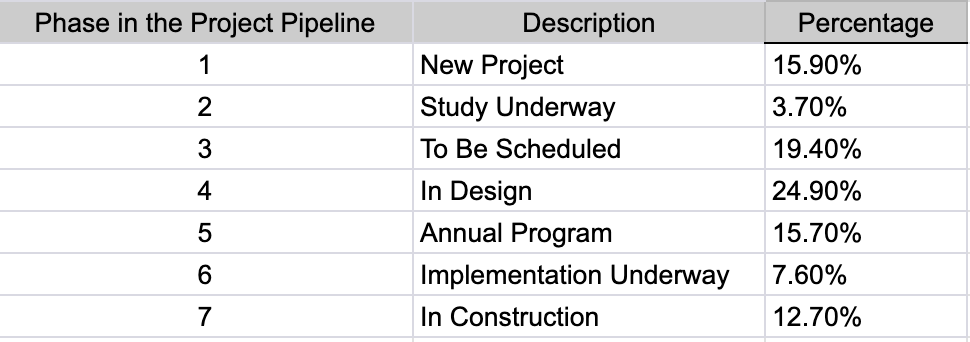 Phase in the Project Pipeline Description Percentage
1 New Project 15.90%
2 Study Underway 3.70%
3 To Be Scheduled 19.40%
4 In Design 24.90%
5 Annual Program 15.70%
6 Implementation Underway 7.60%
7 In Construction 12.70%